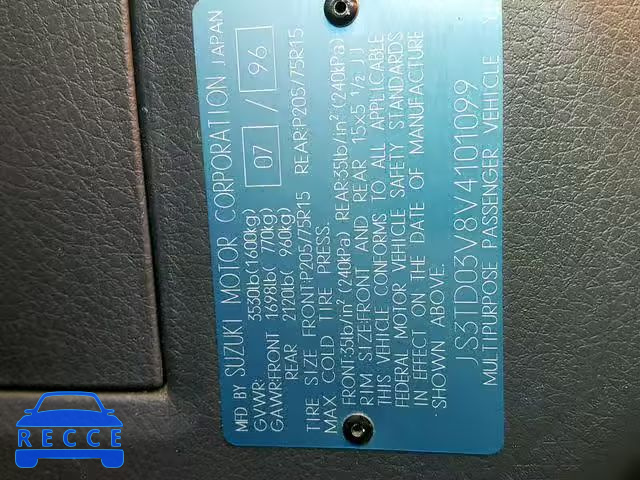 MFD BY SUZUKI MOTOR CORPORATION JAPAN
GVWR: 3530lb(1600kg) 07 / 96
GAWR:FRONT 1698lb( 770kg)
REAR 2120lb( 960kg)
TIRE SIZE FRONT:P205/75R15 REAR:P205/75R15
MAX COLD TIRE PRESS.
FRONT:35lb/in² (240kPa) REAR:35lb/in² (240kPa)
RIM SIZE:FRONT AND REAR 15x5 1/2 JJ
THIS VEHICLE CONFORMS TO ALL APPLICABLE
FEDERAL MOTOR VEHICLE SAFETY STANDARDS
IN EFFECT ON THE DATE OF MANUFACTURE
SHOWN ABOVE.
JS3TD03V8V4101099
MULTIPURPOSE PASSENGER VEHICLE Y
RECCE